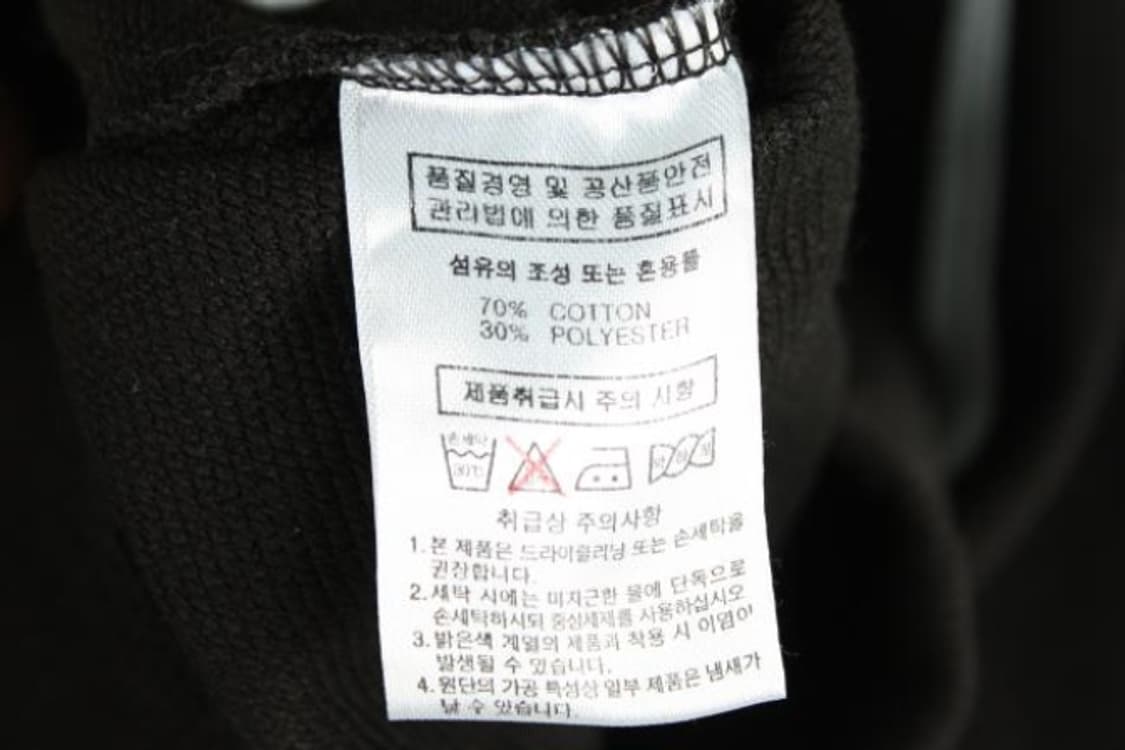 품질경영 및 공산품안전
관리법에 의한 품질표시
섬유의 조성 또는 혼용률
70% COTTON
30% POLYESTER
제품취급시 주의 사항
손세탁
30℃
약하게
취급상 주의사항
1. 본 제품은 드라이클리닝 또는 손세탁을
권장합니다.
2. 세탁 시에는 미지근한 물에 단독으로
손세탁하시되 중성세제를 사용하십시오
3. 밝은색 계열의 제품과 착용 시 이염이
발생될 수 있습니다.
4. 원단의 가공 특성상 일부 제품은 냄새가
날 수 있습니다.